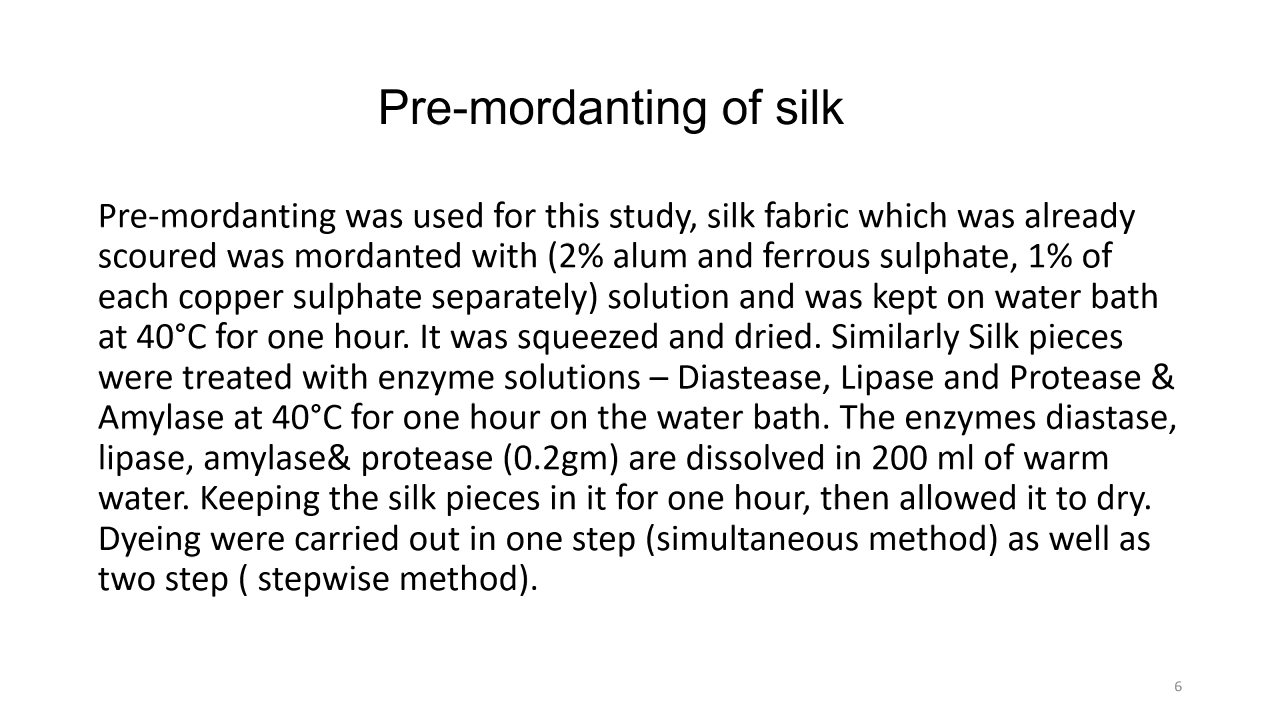 Pre-mordanting of silk
Pre-mordanting was used for this study, silk fabric which was already
scoured was mordanted with (2% alum and ferrous sulphate, 1% of
each copper sulphate separately) solution and was kept on water bath
at 40°C for one hour. It was squeezed and dried. Similarly Silk pieces
were treated with enzyme solutions – Diastease, Lipase and Protease &
Amylase at 40°C for one hour on the water bath. The enzymes diastase,
lipase, amylase& protease (0.2gm) are dissolved in 200 ml of warm
water. Keeping the silk pieces in it for one hour, then allowed it to dry.
Dyeing were carried out in one step (simultaneous method) as well as
two step ( stepwise method).
6